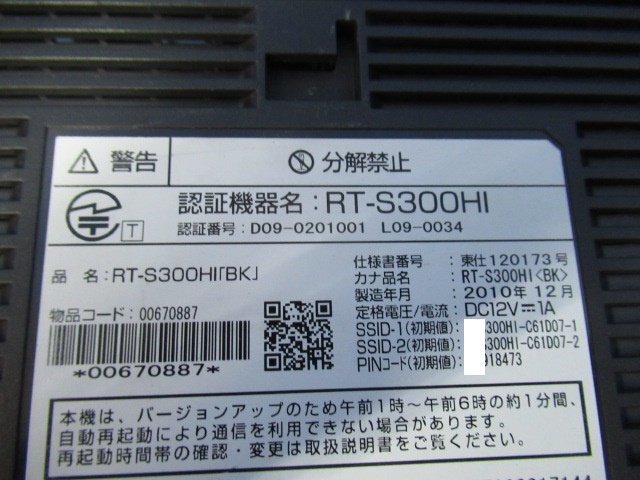 警告
分解禁止
認証機器名：RT-S300HI
T 認証番号：D09-0201001 L09-0034
品 名：RT-S300HI「BK」
物品コード：00670887
*00670887*
仕様書番号：東仕120173号
カナ品名：RT-S300HI<BK>
製造年月：2010年12月
定格電圧/電流：DC12V⎓1A
SSID-1(初期値)：S300HI-C61D07-1
SSID-2(初期値)：S300HI-C61D07-2
PINコード(初期値)：918473
本機は、バージョンアップのため午前1時～午前6時の約1分間、
自動再起動により通信を利用できない場合があります。
再起動時間帯の確認・変更は取扱説明書をご覧ください。